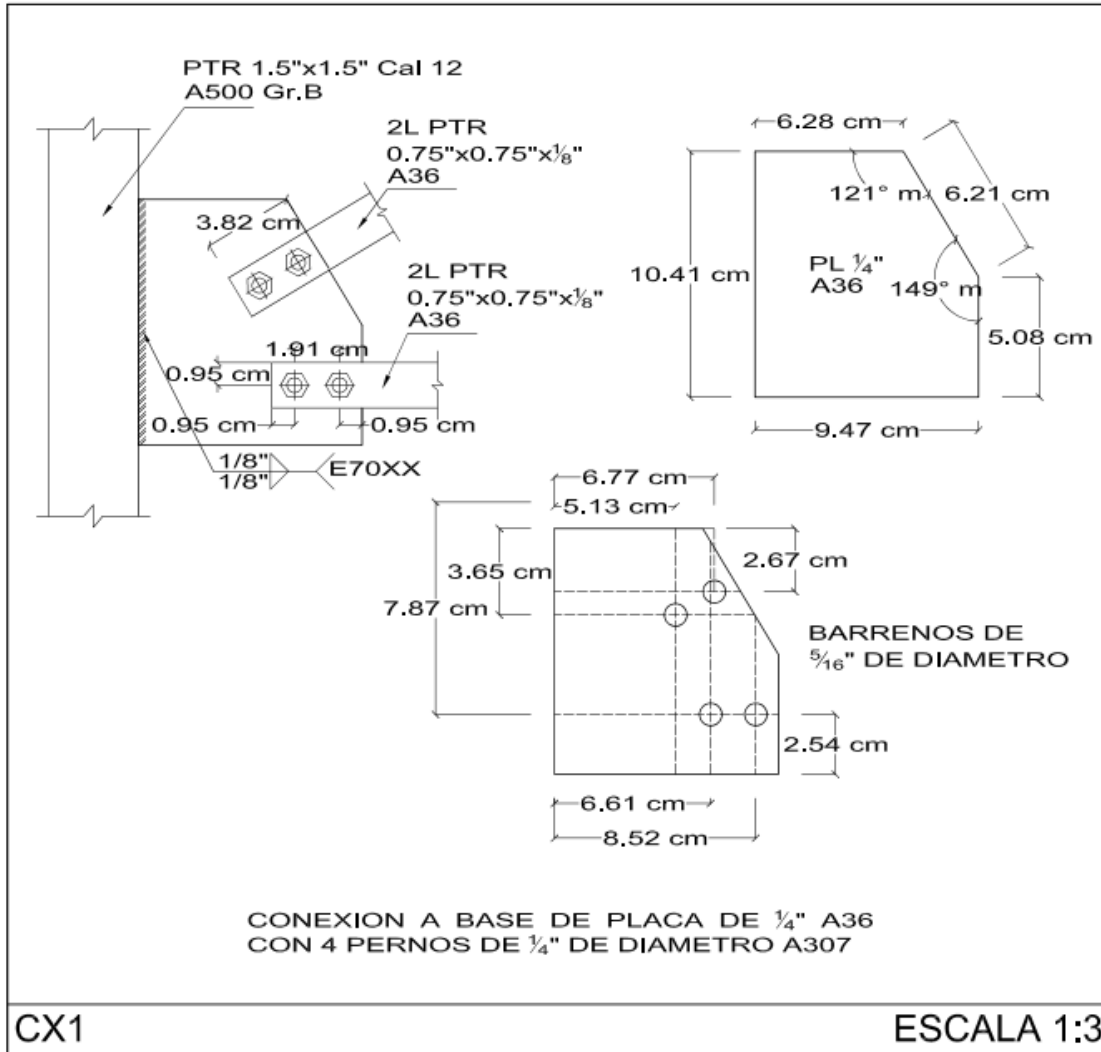 PTR 1.5"x1.5" Cal 12
A500 Gr.B
2L PTR
0.75"x0.75"x⅛"
A36
3.82 cm
2L PTR
0.75"x0.75"x⅛"
A36
1.91 cm
0.95 cm
0.95 cm
0.95 cm
1/8"
1/8"
E70XX
6.28 cm
121° m
6.21 cm
10.41 cm
PL ¼"
A36
149° m
5.08 cm
9.47 cm
6.77 cm
5.13 cm
3.65 cm
2.67 cm
7.87 cm
BARRENOS DE
5⁄16" DE DIAMETRO
2.54 cm
6.61 cm
8.52 cm
CONEXION A BASE DE PLACA DE ¼" A36
CON 4 PERNOS DE ¼" DE DIAMETRO A307
CX1
ESCALA 1:3